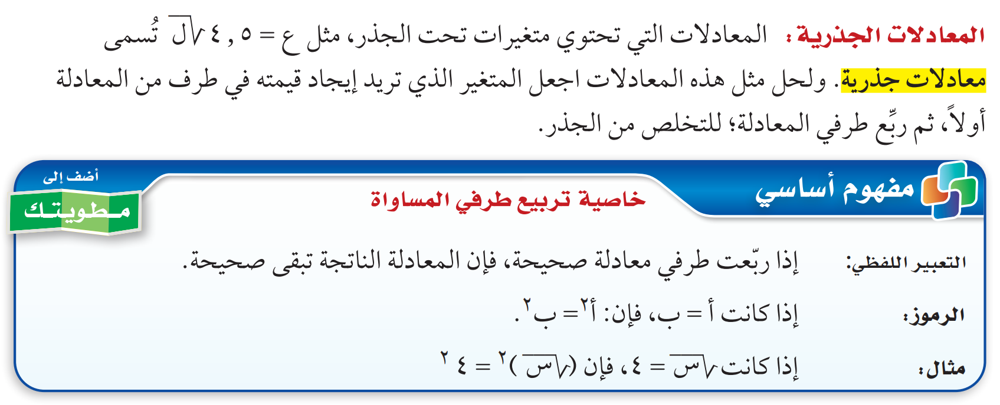 المعادلات الجذرية : المعادلات التي تحتوي متغيرات تحت الجذر، مثل ع = ٤,٥ √ل تُسمى
معادلات جذرية. ولحل مثل هذه المعادلات اجعل المتغير الذي تريد إيجاد قيمته في طرف من المعادلة
أولاً، ثم ربِّع طرفي المعادلة؛ للتخلص من الجذر.
مفهوم أساسي
أضف إلى
مـطويتـك
خاصية تربيع طرفي المساواة
التعبير اللفظي: إذا ربّعت طرفي معادلة صحيحة، فإن المعادلة الناتجة تبقى صحيحة.
الرموز: إذا كانت أ = ب، فإن: أ٢ = ب٢.
مثال: إذا كانت √س = ٤، فإن (√س)٢ = ٤ ٢